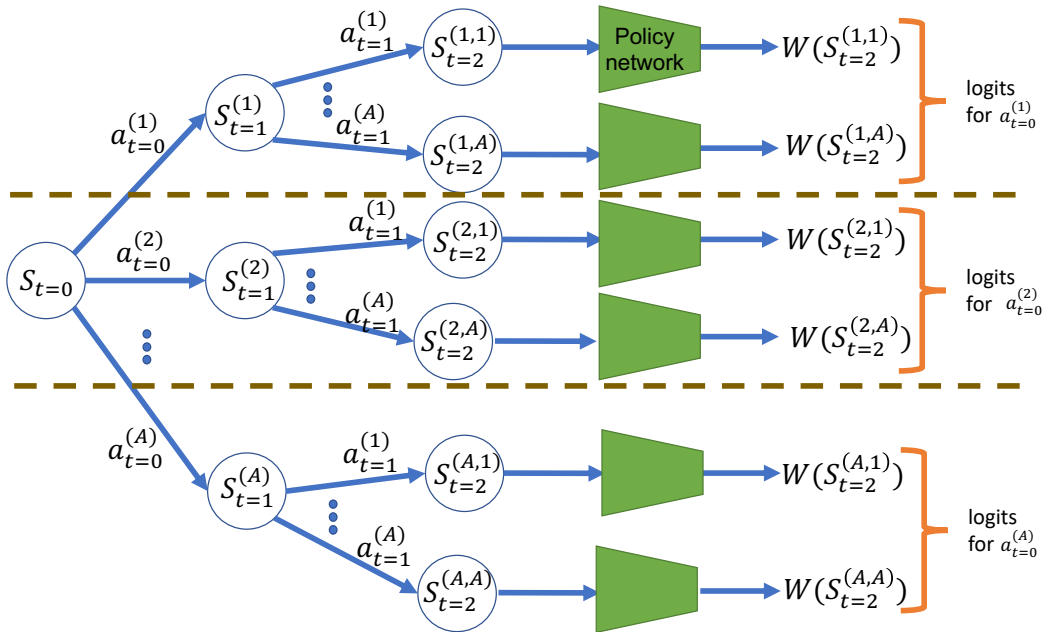 S_{t=0}
a_{t=0}^{(1)}
a_{t=0}^{(2)}
a_{t=0}^{(A)}
S_{t=1}^{(1)}
a_{t=1}^{(1)}
a_{t=1}^{(A)}
S_{t=2}^{(1,1)}
S_{t=2}^{(1,A)}
Policy
network
W(S_{t=2}^{(1,1)})
W(S_{t=2}^{(1,A)})
logits
for a_{t=0}^{(1)}
S_{t=1}^{(2)}
a_{t=1}^{(1)}
a_{t=1}^{(A)}
S_{t=2}^{(2,1)}
S_{t=2}^{(2,A)}
W(S_{t=2}^{(2,1)})
W(S_{t=2}^{(2,A)})
logits
for a_{t=0}^{(2)}
S_{t=1}^{(A)}
a_{t=1}^{(1)}
a_{t=1}^{(A)}
S_{t=2}^{(A,1)}
S_{t=2}^{(A,A)}
W(S_{t=2}^{(A,1)})
W(S_{t=2}^{(A,A)})
logits
for a_{t=0}^{(A)}